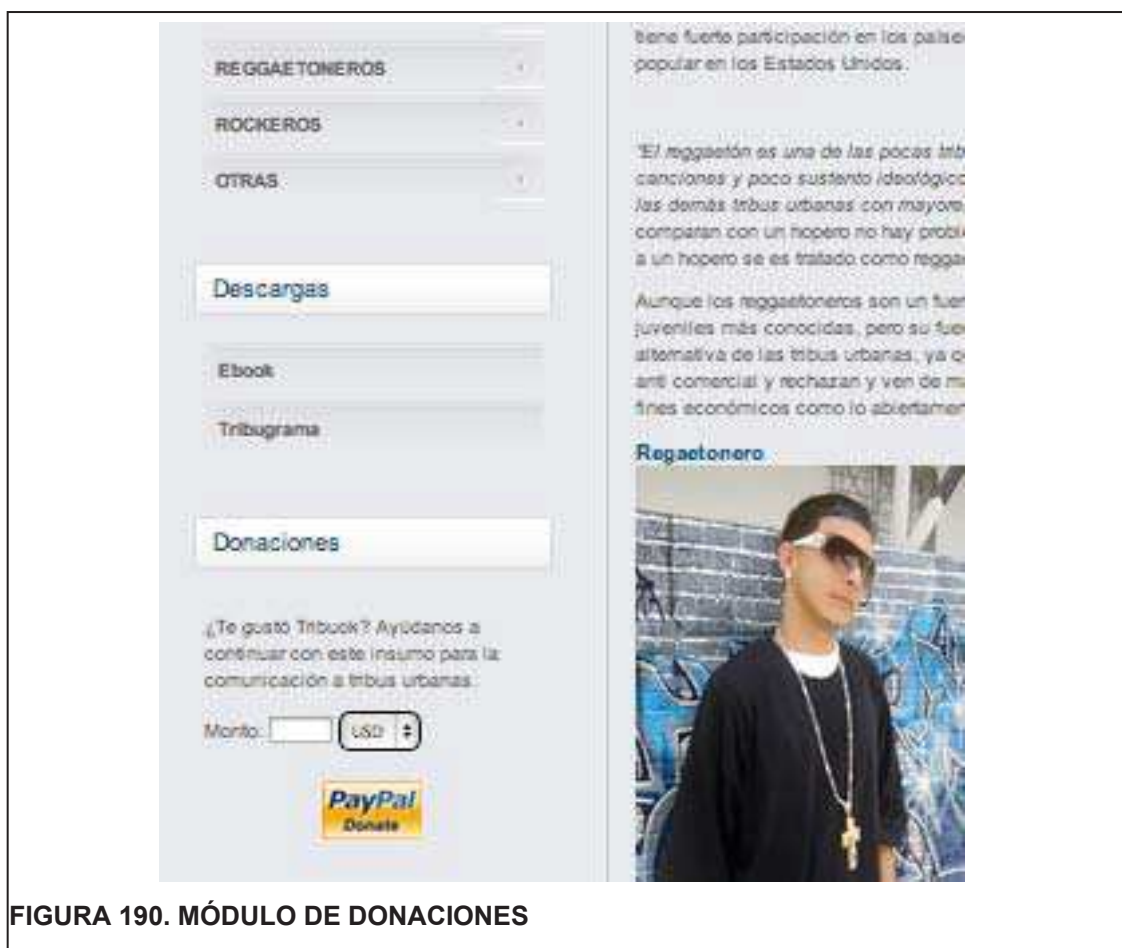 REGGAETONEROS
ROCKEROS
OTRAS
Descargas
Ebook
Tribugrama
Donaciones
¿Te gustó Tribuok? Ayúdanos a
continuar con este insumo para la
comunicación a tribus urbanas.
Monto: USD
PayPal
Donate
tiene fuerte participación en los
popular en los Estados Unidos.
"El reggaetón es una de las pocas
canciones y poco sustento ideológico
las demás tribus urbanas con
comparan con un hopero no hay
a un hopero se es tratado como
Aunque los reggaetoneros son un
juveniles más conocidas, pero su
alternativa de las tribus urbanas, ya
anti comercial y rechazan y ven de
fines económicos como lo
Regaetonero
FIGURA 190. MÓDULO DE DONACIONES